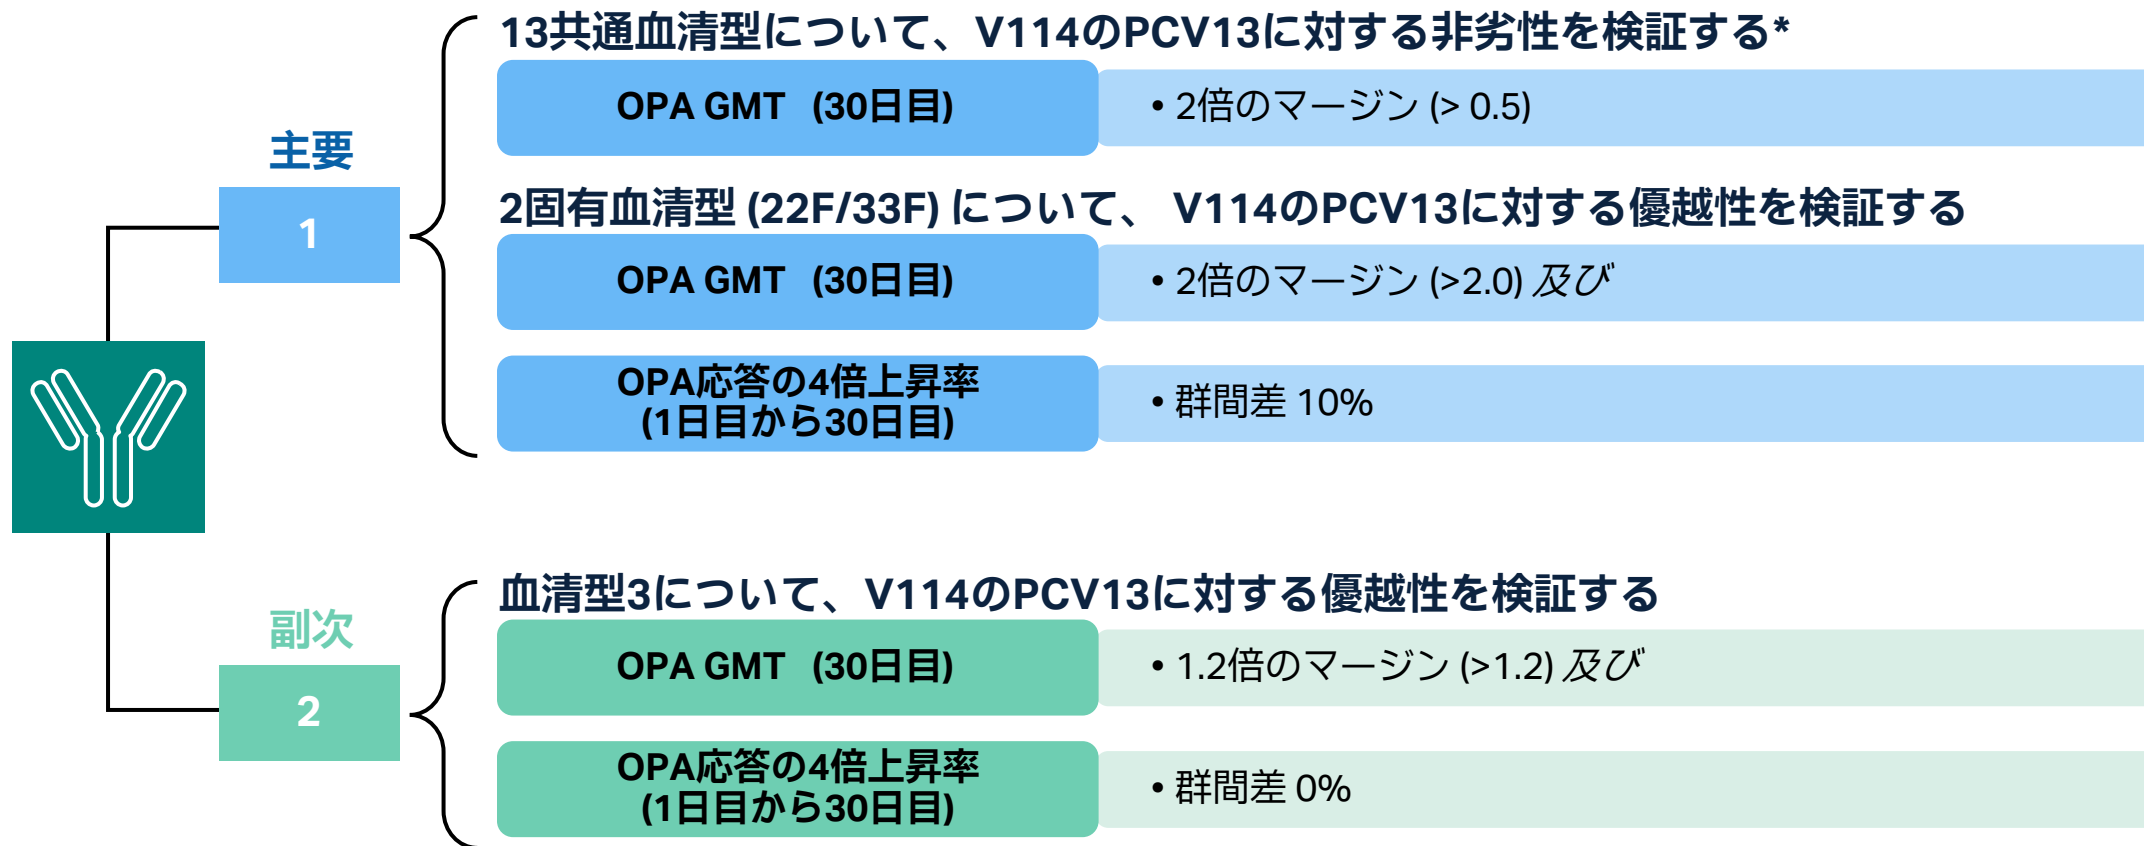 主要
1
13共通血清型について、V114のPCV13に対する非劣性を検証する*
OPA GMT (30日目)
• 2倍のマージン (> 0.5)
2固有血清型 (22F/33F) について、 V114のPCV13に対する優越性を検証する
OPA GMT (30日目)
• 2倍のマージン (>2.0) 及び
OPA応答の4倍上昇率
(1日目から30日目)
• 群間差 10%
副次
2
血清型3について、V114のPCV13に対する優越性を検証する
OPA GMT (30日目)
• 1.2倍のマージン (>1.2) 及び
OPA応答の4倍上昇率
(1日目から30日目)
• 群間差 0%